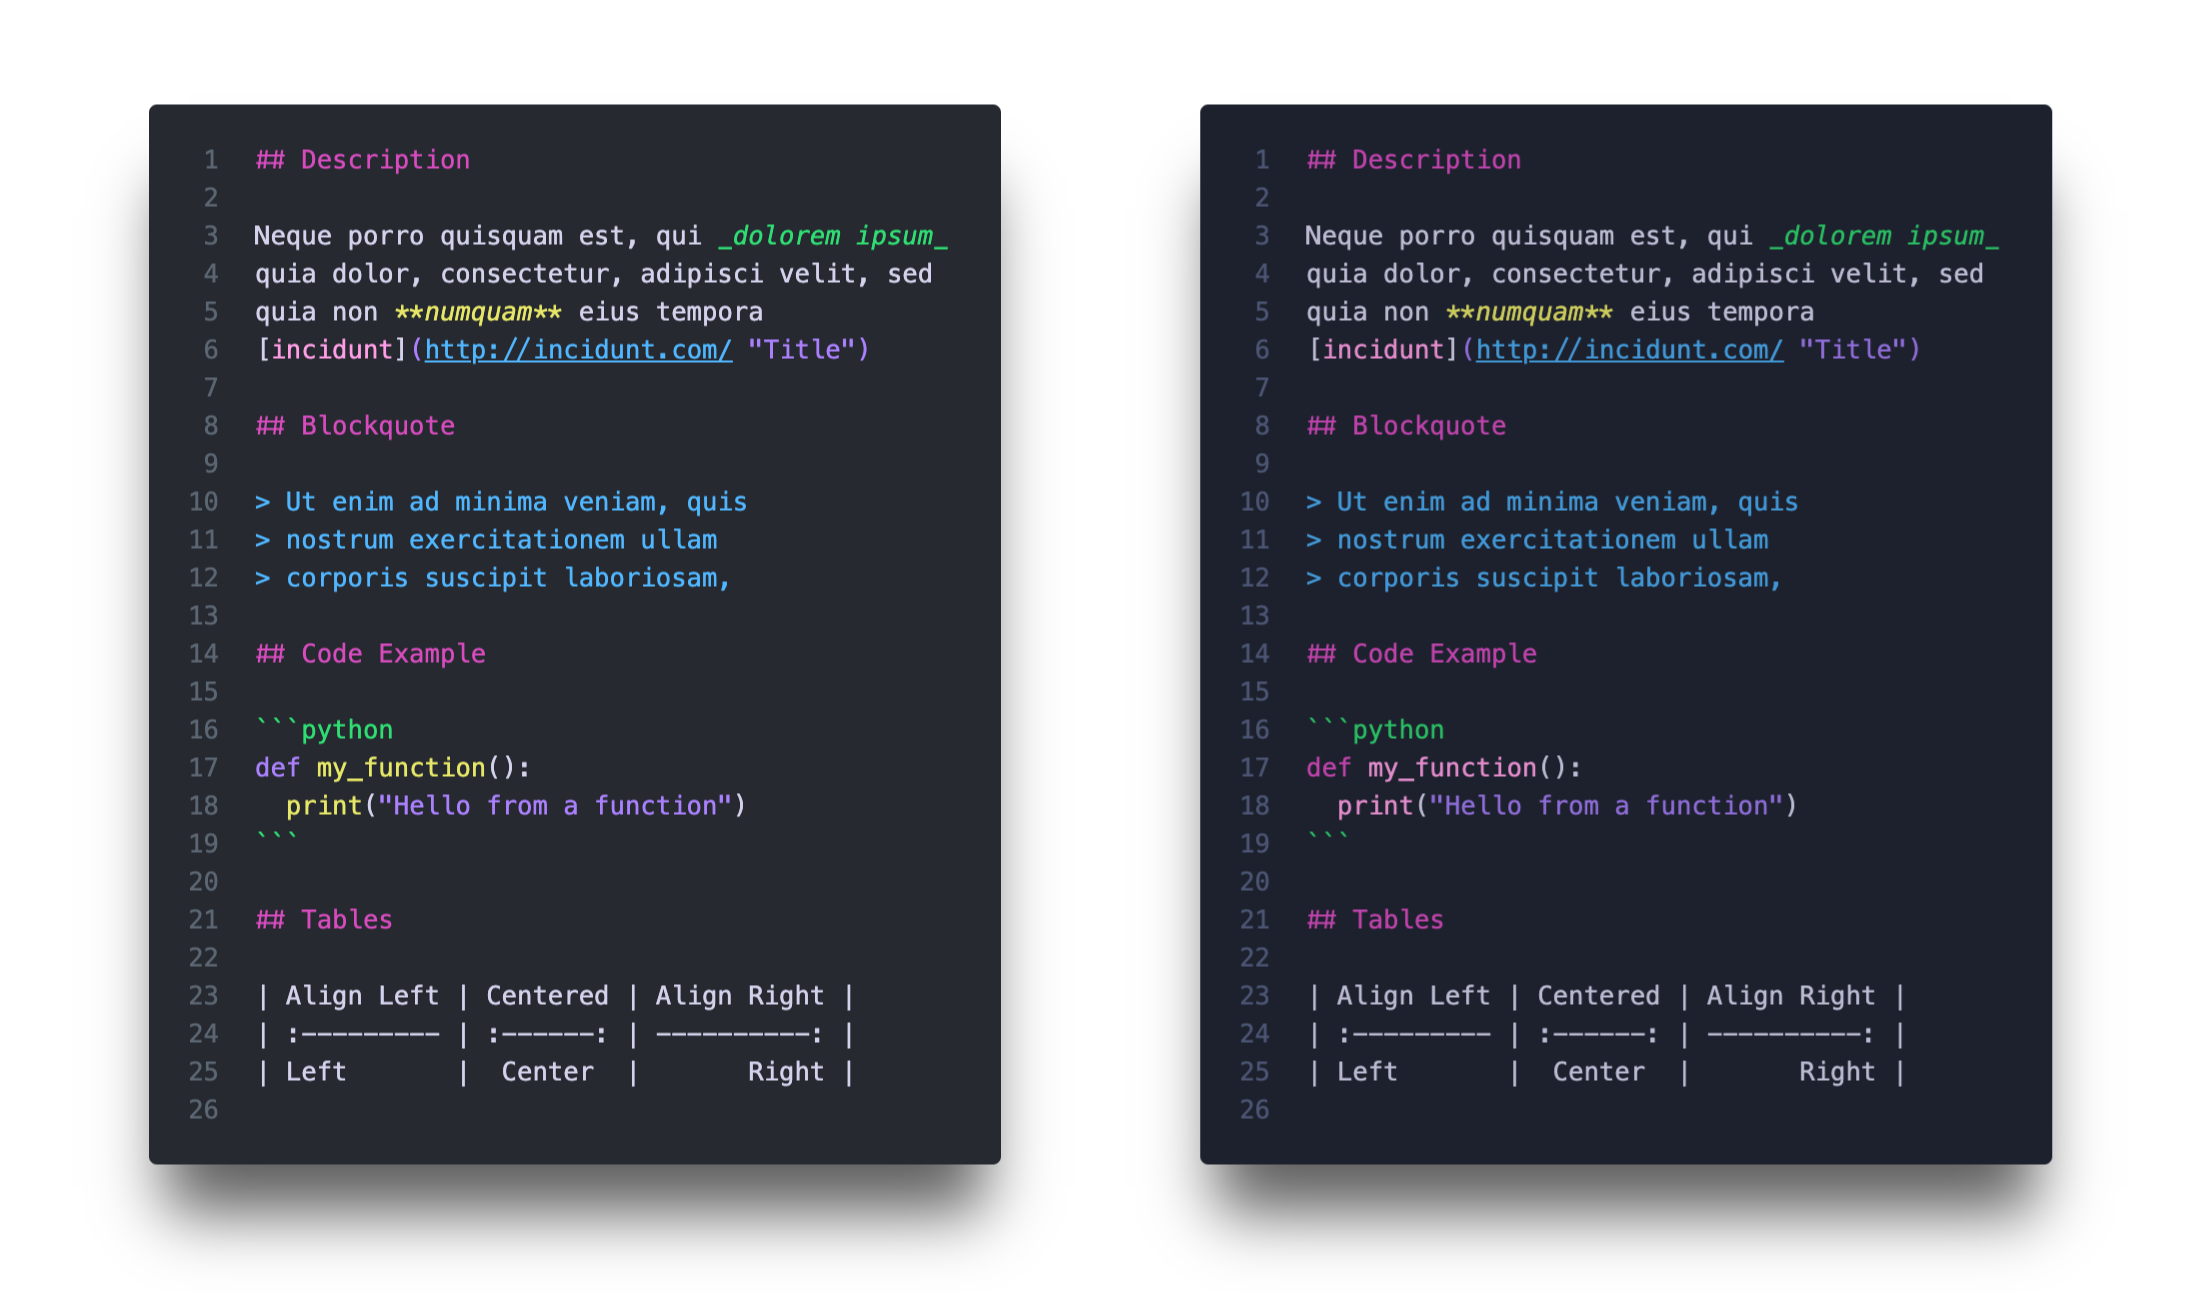 1 ## Description
2
3 Neque porro quisquam est, qui _dolorem ipsum_
4 quia dolor, consectetur, adipisci velit, sed
5 quia non **numquam** eius tempora
6 [incidunt](http://incidunt.com/ "Title")
7
8 ## Blockquote
9
10 > Ut enim ad minima veniam, quis
11 > nostrum exercitationem ullam
12 > corporis suscipit laboriosam,
13
14 ## Code Example
15
16 ```python
17 def my_function():
18   print("Hello from a function")
19 ```
20
21 ## Tables
22
23 | Align Left | Centered | Align Right |
24 | :--------- | :------: | ----------: |
25 | Left       |  Center  |       Right |
26
1 ## Description
2
3 Neque porro quisquam est, qui _dolorem ipsum_
4 quia dolor, consectetur, adipisci velit, sed
5 quia non **numquam** eius tempora
6 [incidunt](http://incidunt.com/ "Title")
7
8 ## Blockquote
9
10 > Ut enim ad minima veniam, quis
11 > nostrum exercitationem ullam
12 > corporis suscipit laboriosam,
13
14 ## Code Example
15
16 ```python
17 def my_function():
18   print("Hello from a function")
19 ```
20
21 ## Tables
22
23 | Align Left | Centered | Align Right |
24 | :--------- | :------: | ----------: |
25 | Left       |  Center  |       Right |
26